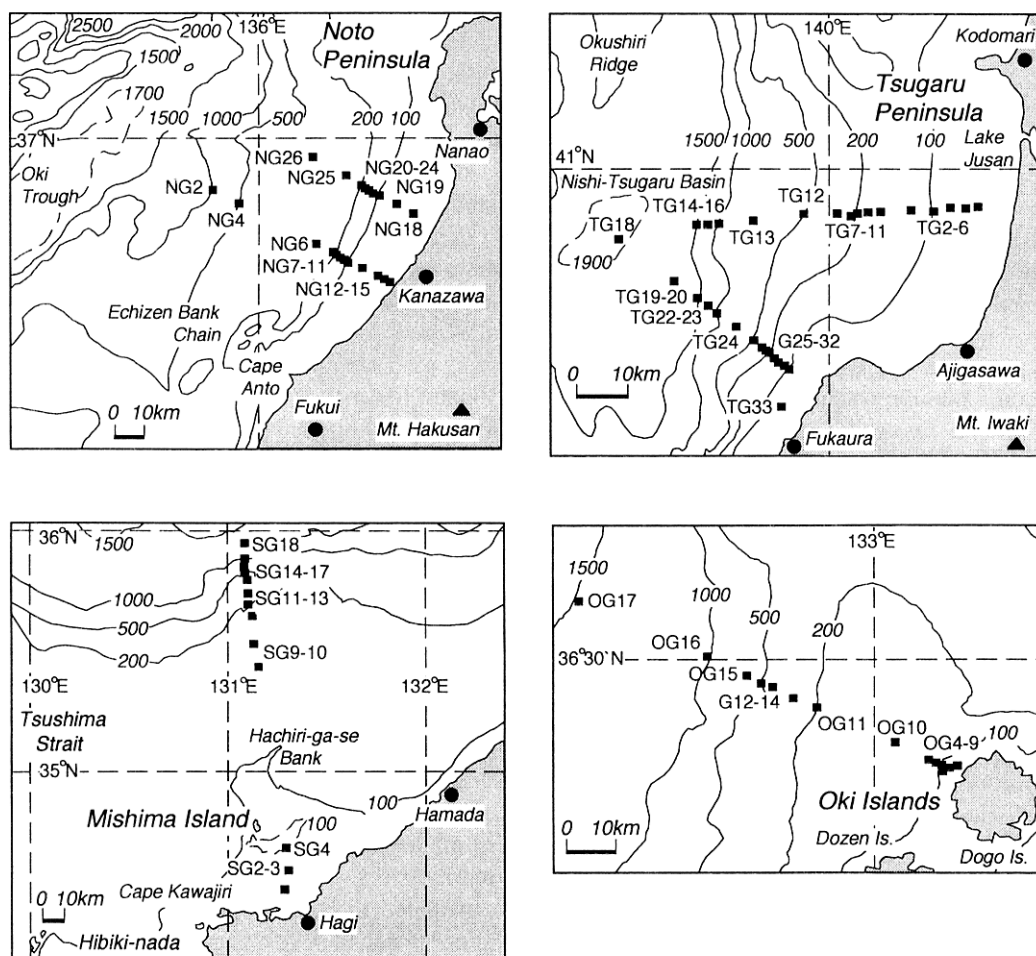 2500
2000
1500
136°E
Noto
Peninsula
1700
1500
1000
500
200
100
37°N
Nanao
NG26
NG20-24
NG25
NG19
Oki
Trough
NG2
NG4
NG18
NG6
NG7-11
NG12-15
Kanazawa
Echizen Bank
Chain
Cape
Anto
0 10km
Fukui
Mt. Hakusan
140°E
Okushiri
Ridge
Kodomari
Tsugaru
Peninsula
1500
1000
500
200
100
Lake
Jusan
41°N
Nishi-Tsugaru Basin
TG12
TG14-16
TG18
TG13
TG7-11
TG2-6
1900
TG19-20
TG22-23
TG24
G25-32
0 10km
Ajigasawa
TG33
Fukaura
Mt. Iwaki
36°N
1500
SG18
SG14-17
1000
SG11-13
500
200
SG9-10
130°E
131°E
132°E
Tsushima
Strait
Hachiri-ga-se
Bank
35°N
100
Hamada
Mishima Island
100
SG4
SG2-3
Cape Kawajiri
0 10km
Hagi
Hibiki-nada
133°E
1500
OG17
1000
500
200
OG16
36°30'N
OG15
G12-14
OG11
OG10
OG4-9
100
Oki Islands
0 10km
Dozen Is.
Dogo Is.